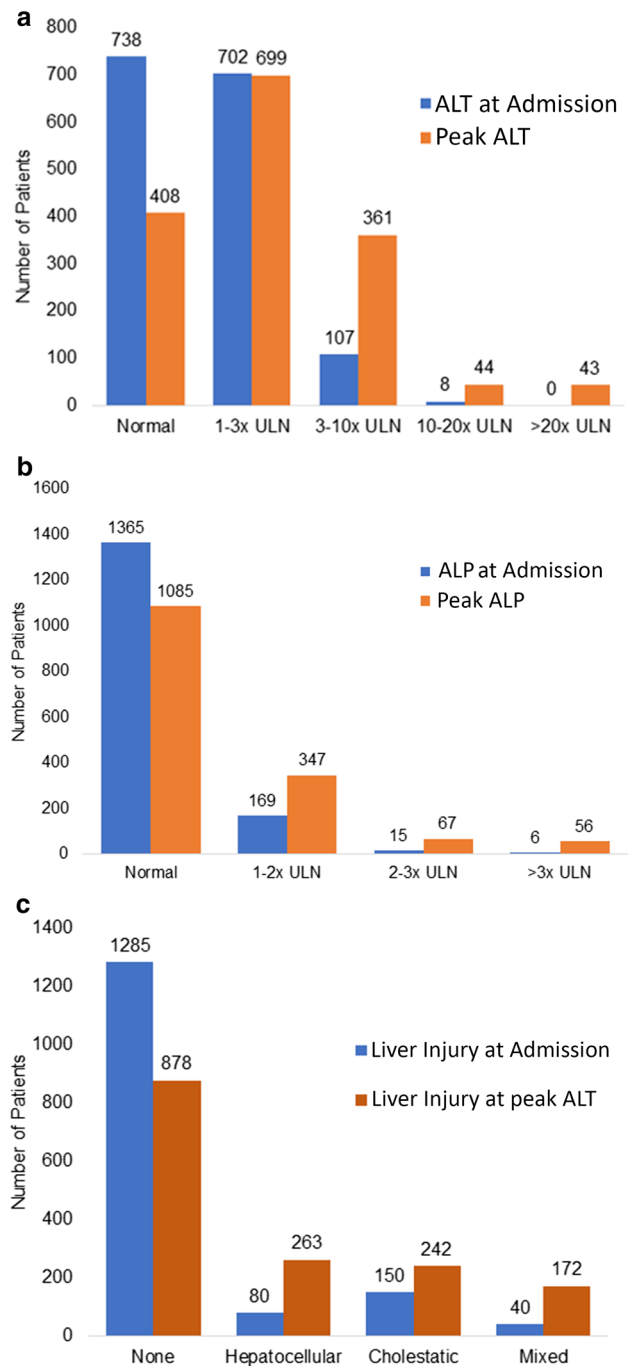 a
800
700
600
500
400
300
200
100
0
Number of Patients
738
408
702
699
107
361
8
44
0
43
ALT at Admission
Peak ALT
Normal
1-3x ULN
3-10x ULN
10-20x ULN
>20x ULN
b
1600
1400
1200
1000
800
600
400
200
0
Number of Patients
1365
1085
169
347
15
67
6
56
ALP at Admission
Peak ALP
Normal
1-2x ULN
2-3x ULN
>3x ULN
c
1400
1200
1000
800
600
400
200
0
Number of Patients
1285
878
80
263
150
242
40
172
Liver Injury at Admission
Liver Injury at peak ALT
None
Hepatocellular
Cholestatic
Mixed